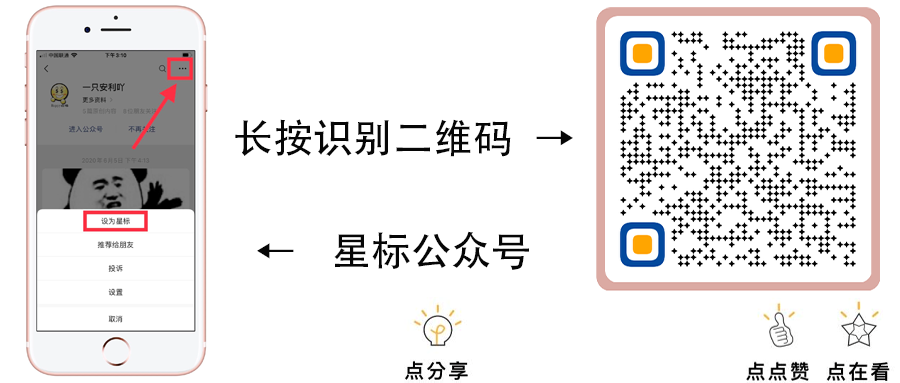 中国联通
下午3:10
一只安利吖
更多资料
进入公众号
不再关注
设为星标
推荐给朋友
投诉
设置
取消
长按识别二维码 →
← 星标公众号
点分享
点点赞
点在看